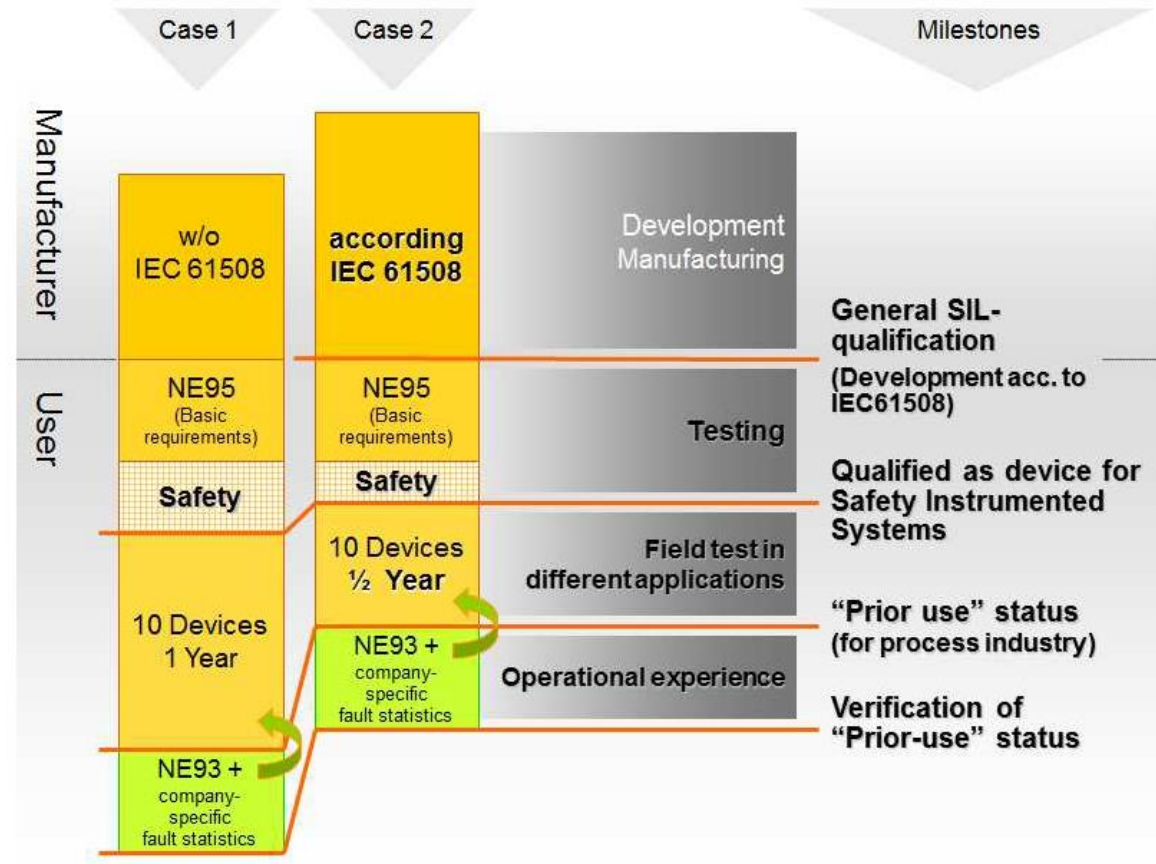 Case 1
Case 2
Milestones
Manufacturer
w/o
IEC 61508
according
IEC 61508
Development
Manufacturing
General SIL-
qualification
(Development acc. to
IEC61508)
User
NE95
(Basic
requirements)
NE95
(Basic
requirements)
Testing
Safety
Safety
Qualified as device for
Safety Instrumented
Systems
10 Devices
1 Year
10 Devices
½ Year
Field test in
different applications
"Prior use" status
(for process industry)
NE93 +
company-
specific
fault statistics
NE93 +
company-
specific
fault statistics
Operational experience
Verification of
"Prior-use" status